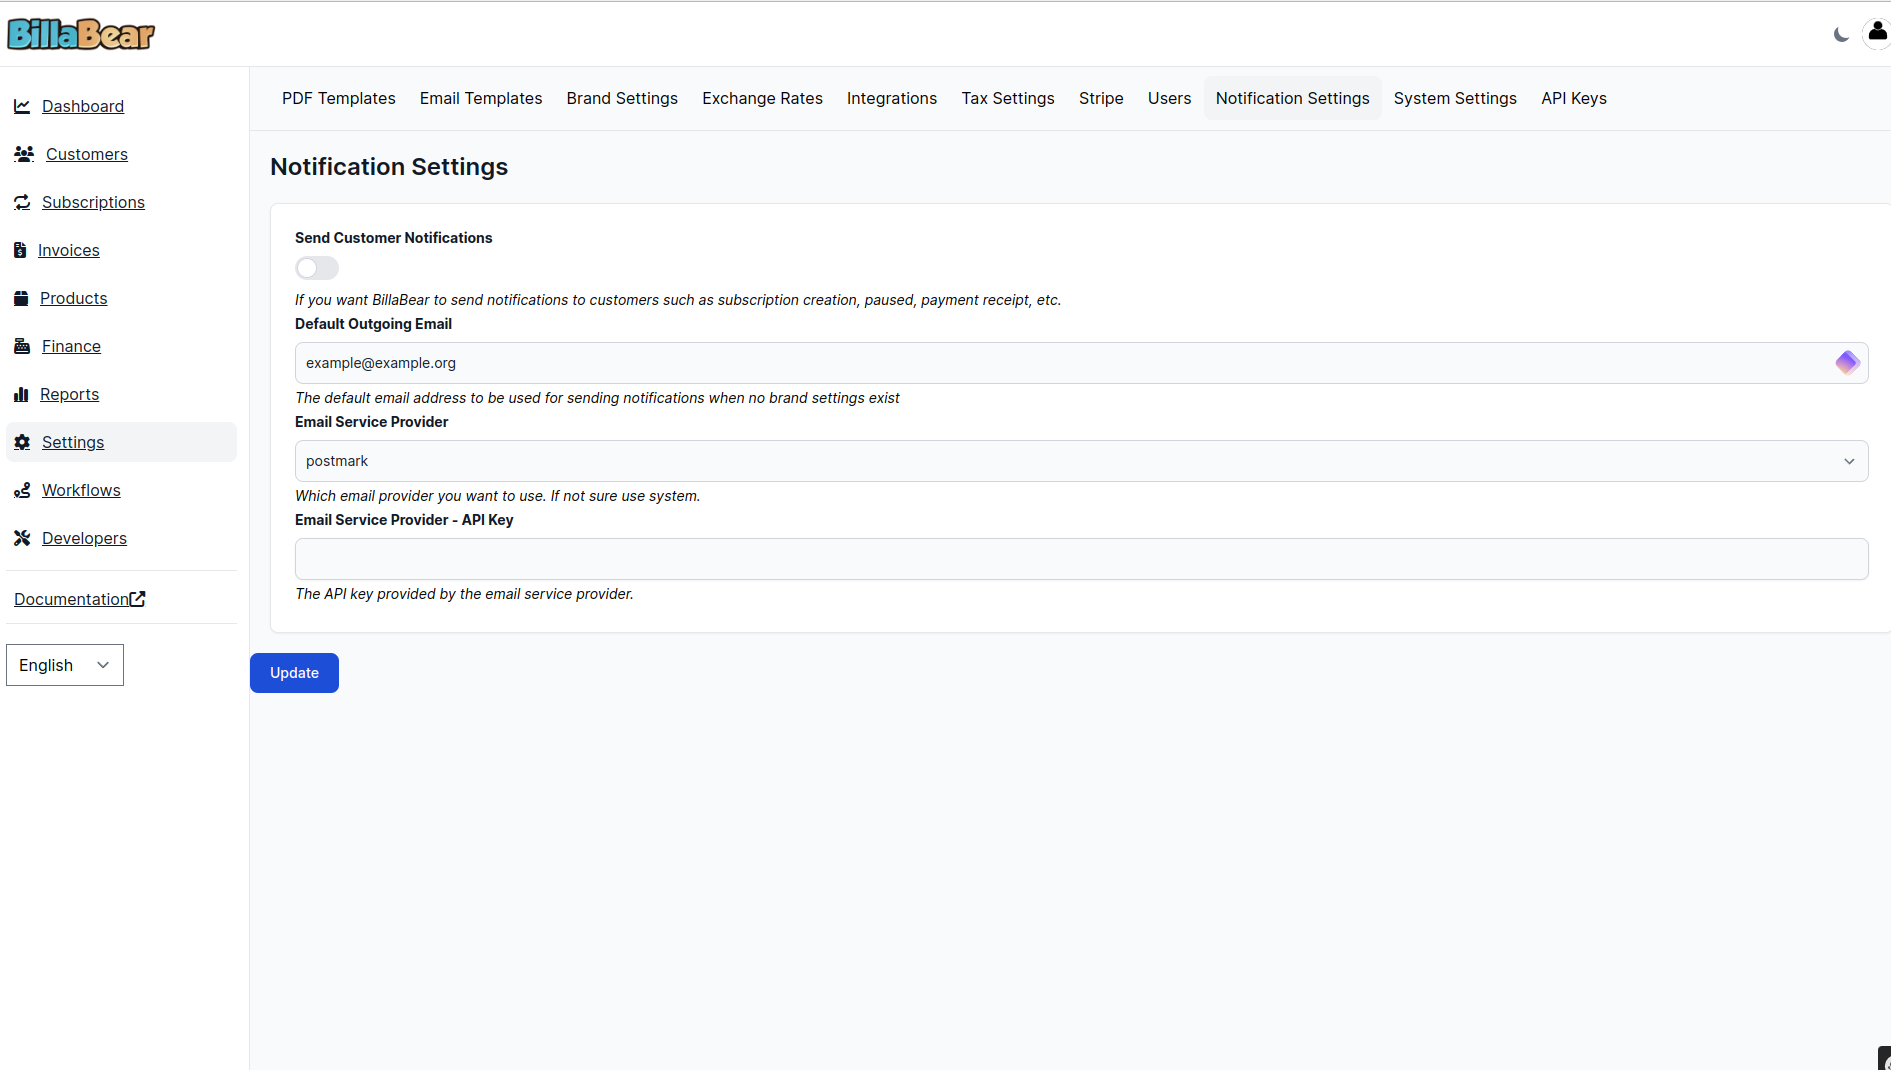 BillaBear
Dashboard
Customers
Subscriptions
Invoices
Products
Finance
Reports
Settings
Workflows
Developers
Documentation
English
PDF Templates Email Templates Brand Settings Exchange Rates Integrations Tax Settings Stripe Users Notification Settings System Settings API Keys
Notification Settings
Send Customer Notifications
If you want BillaBear to send notifications to customers such as subscription creation, paused, payment receipt, etc.
Default Outgoing Email
example@example.org
The default email address to be used for sending notifications when no brand settings exist
Email Service Provider
postmark
Which email provider you want to use. If not sure use system.
Email Service Provider - API Key
The API key provided by the email service provider.
Update